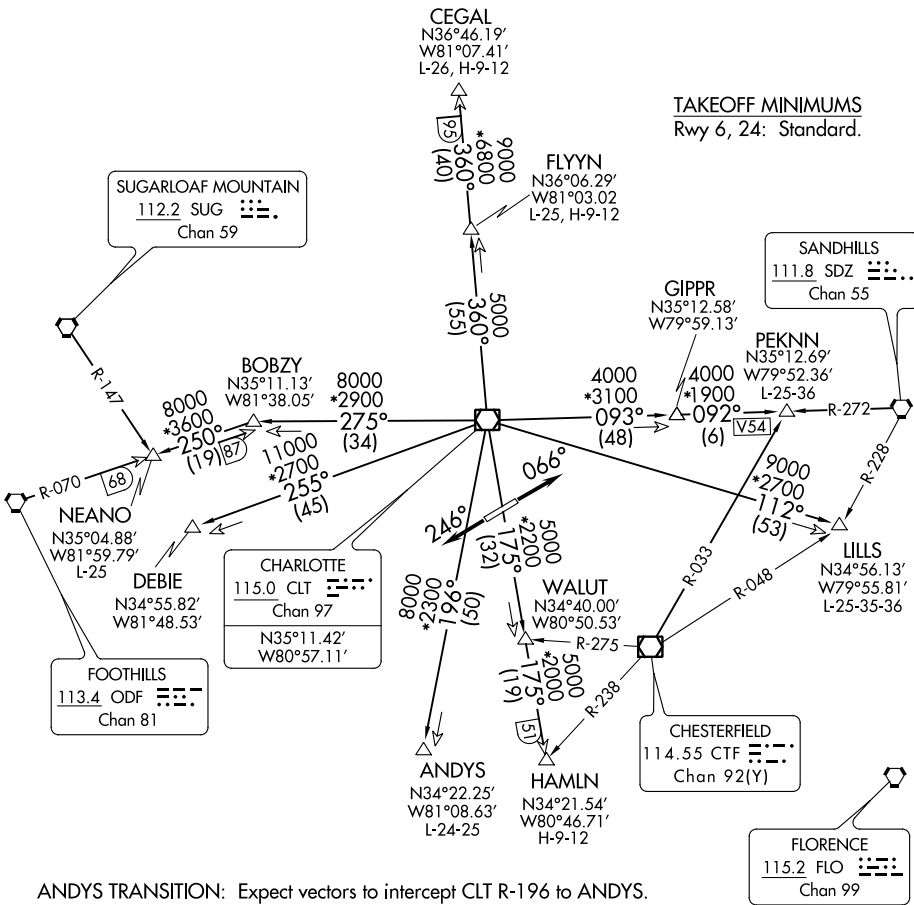 CEGAL
N36°46.19'
W81°07.41'
L-26, H-9-12
TAKEOFF MINIMUMS
Rwy 6, 24: Standard.
95
360°
(40)
*6800
9000
FLYYN
N36°06.29'
W81°03.02
L-25, H-9-12
SUGARLOAF MOUNTAIN
112.2 SUG
Chan 59
SANDHILLS
111.8 SDZ
Chan 55
5000
360°
(55)
GIPPR
N35°12.58'
W79°59.13'
PEKNN
N35°12.69'
W79°52.36'
L-25-36
R-147
BOBZY
N35°11.13'
W81°38.05'
8000
*2900
275°
(34)
4000
*3100
093°
(48)
4000
*1900
092°
(6)
V54
R-272
R-228
8000
*3600
250°
(19)
87
11000
*2700
255°
(45)
9000
*2700
112°
(53)
R-070
68
NEANO
N35°04.88'
W81°59.79'
L-25
DEBIE
N34°55.82'
W81°48.53'
066°
246°
CHARLOTTE
115.0 CLT
Chan 97
N35°11.42'
W80°57.11'
5000
*2200
175°
(32)
R-033
R-048
LILLS
N34°56.13'
W79°55.81'
L-25-35-36
WALUT
N34°40.00'
W80°50.53'
R-275
8000
*2300
196°
(50)
5000
*2000
175°
(19)
51
R-238
FOOTHILLS
113.4 ODF
Chan 81
CHESTERFIELD
114.55 CTF
Chan 92(Y)
ANDYS
N34°22.25'
W81°08.63'
L-24-25
HAMLN
N34°21.54'
W80°46.71'
H-9-12
FLORENCE
115.2 FLO
Chan 99
ANDYS TRANSITION: Expect vectors to intercept CLT R-196 to ANDYS.